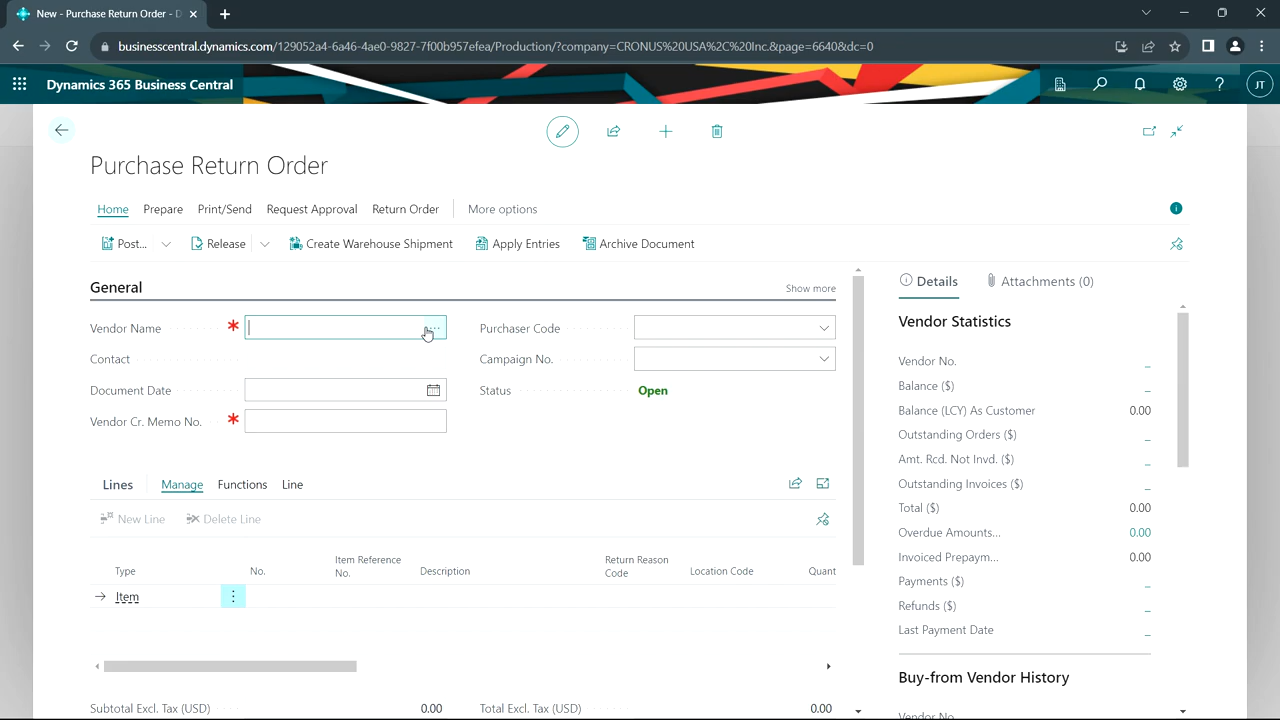 New - Purchase Return Order - D
businesscentral.dynamics.com/129052a4-6a46-4ae0-9827-7f00b957efea/Production/?company=CRONUS%20USA%2C%20Inc.&page=6640&dc=0
Dynamics 365 Business Central
JT
Purchase Return Order
Home Prepare Print/Send Request Approval Return Order More options
Post... Release Create Warehouse Shipment Apply Entries Archive Document
General Show more
Vendor Name * Purchaser Code
Contact Campaign No.
Document Date Status Open
Vendor Cr. Memo No. *
Lines Manage Functions Line
New Line Delete Line
Type No. Item Reference No. Description Return Reason Code Location Code Quant
Item
Subtotal Excl. Tax (USD) 0.00 Total Excl. Tax (USD) 0.00
Details Attachments (0)
Vendor Statistics
Vendor No. _
Balance ($) _
Balance (LCY) As Customer 0.00
Outstanding Orders ($) _
Amt. Rcd. Not Invd. ($) _
Outstanding Invoices ($) _
Total ($) 0.00
Overdue Amounts... 0.00
Invoiced Prepaym... 0.00
Payments ($) _
Refunds ($) _
Last Payment Date _
Buy-from Vendor History
Vendor No.